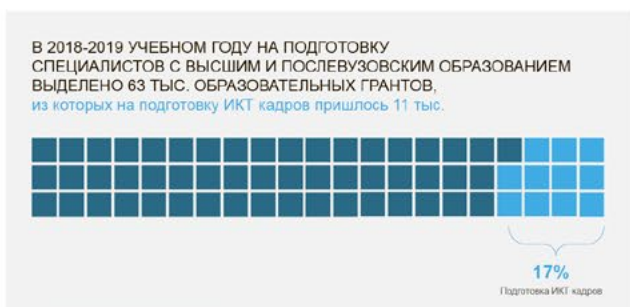 В 2018-2019 УЧЕБНОМ ГОДУ НА ПОДГОТОВКУ
СПЕЦИАЛИСТОВ С ВЫСШИМ И ПОСЛЕВУЗОВСКИМ ОБРАЗОВАНИЕМ
ВЫДЕЛЕНО 63 ТЫС. ОБРАЗОВАТЕЛЬНЫХ ГРАНТОВ,
из которых на подготовку ИКТ кадров пришлось 11 тыс.
17%
Подготовка ИКТ кадров